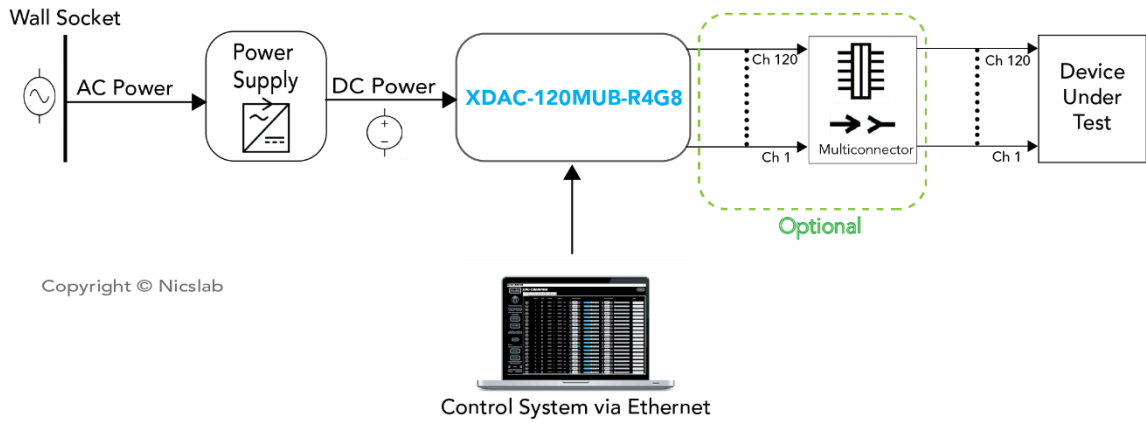 Wall Socket
AC Power
Power
Supply
DC Power
XDAC-120MUB-R4G8
Ch 120
Ch 1
Multiconnector
Optional
Ch 120
Ch 1
Device
Under
Test
Copyright © Nicslab
Control System via Ethernet